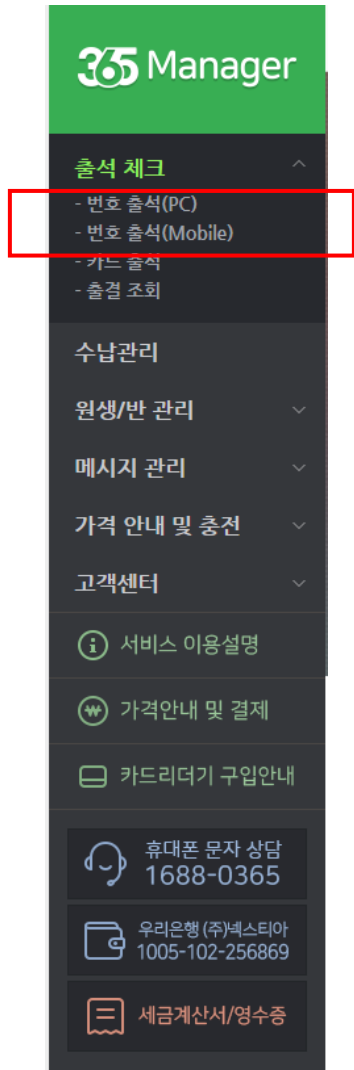 365 Manager
출석 체크
- 번호 출석(PC)
- 번호 출석(Mobile)
- 카드 출석
- 출결 조회
수납관리
원생/반 관리
메시지 관리
가격 안내 및 충전
고객센터
서비스 이용설명
가격안내 및 결제
카드리더기 구입안내
휴대폰 문자 상담
1688-0365
우리은행 (주)넥스티아
1005-102-256869
세금계산서/영수증